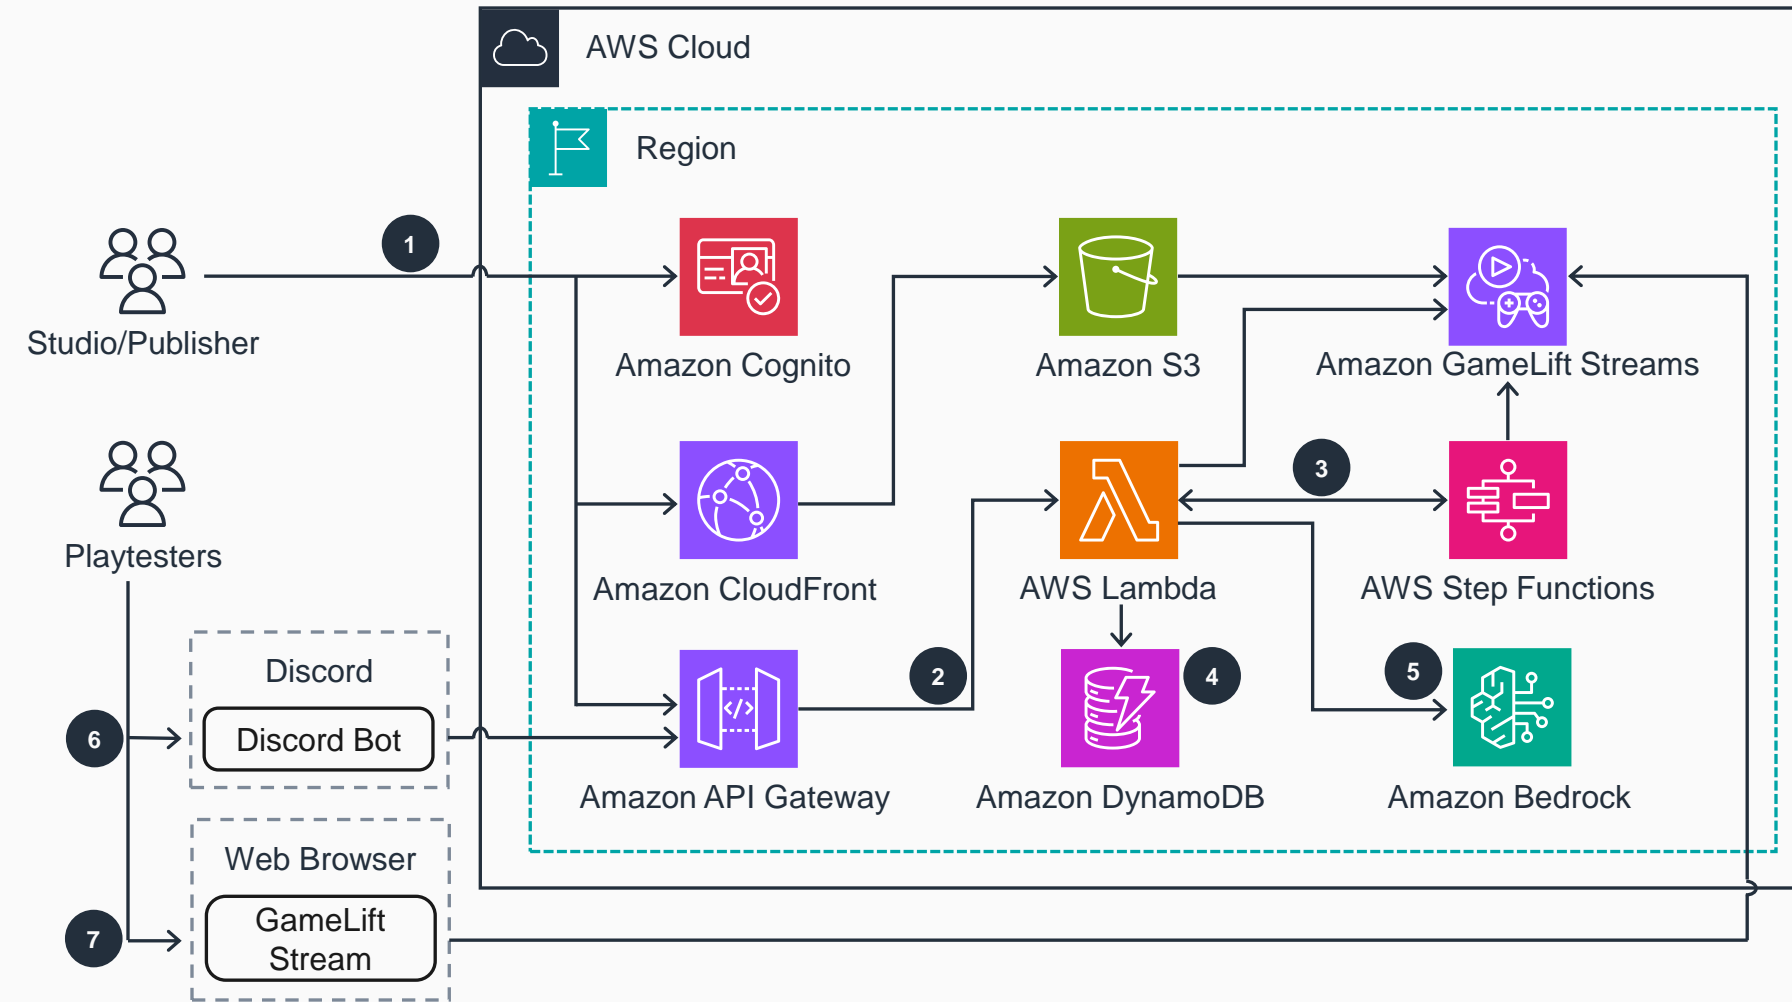 AWS Cloud
Region
1
Studio/Publisher
Amazon Cognito
Amazon S3
Amazon GameLift Streams
3
Playtesters
Amazon CloudFront
AWS Lambda
AWS Step Functions
Discord
2
4
5
6
Discord Bot
Amazon API Gateway
Amazon DynamoDB
Amazon Bedrock
Web Browser
7
GameLift
Stream